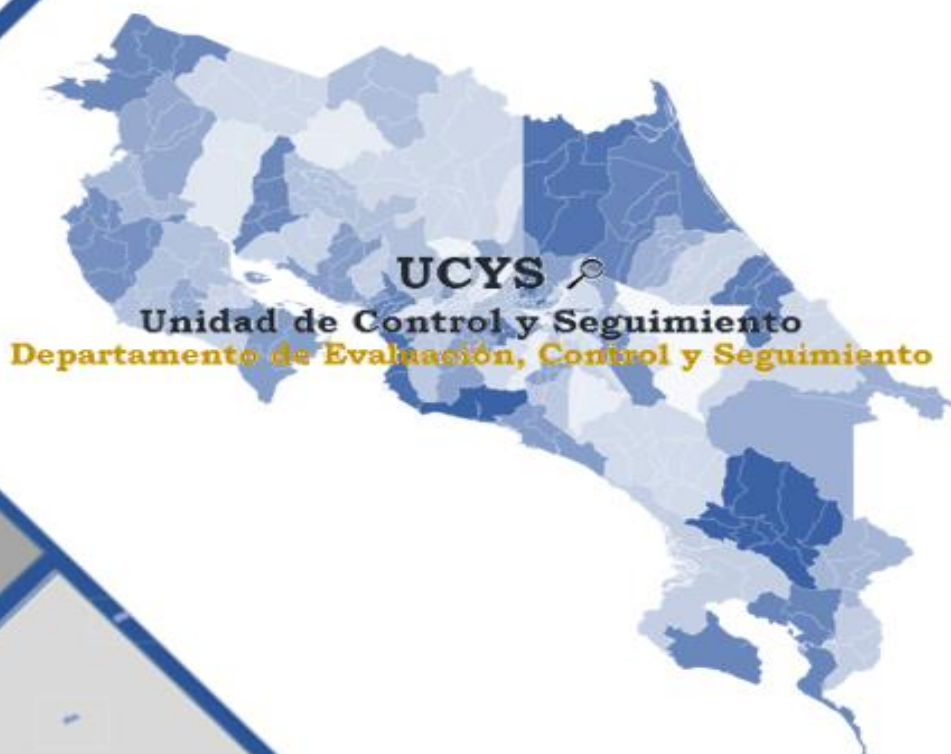 UCYS
Unidad de Control y Seguimiento
Departamento de Evaluación, Control y Seguimiento